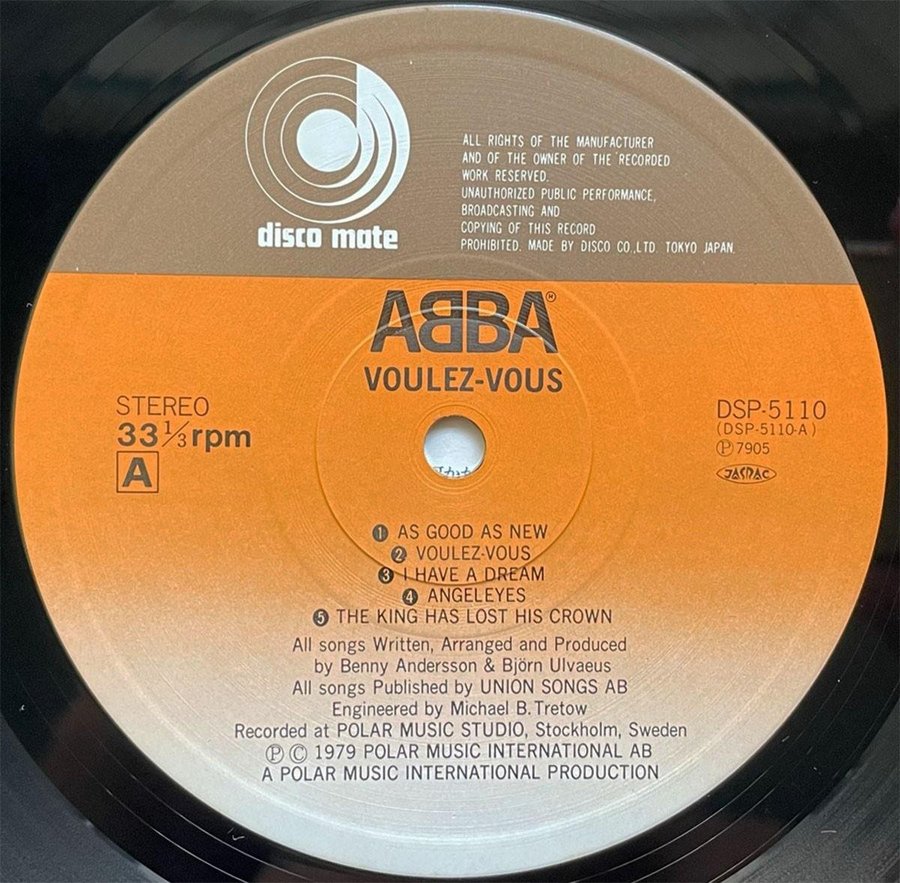 disco mate
ALL RIGHTS OF THE MANUFACTURER
AND OF THE OWNER OF THE RECORDED
WORK RESERVED.
UNAUTHORIZED PUBLIC PERFORMANCE,
BROADCASTING AND
COPYING OF THIS RECORD
PROHIBITED. MADE BY DISCO CO.,LTD. TOKYO JAPAN.
ABBA
VOULEZ-VOUS
STEREO
33 1/3 rpm
A
DSP-5110
(DSP-5110-A)
Ⓟ7905
JASRAC
❶ AS GOOD AS NEW
❷ VOULEZ-VOUS
❸ I HAVE A DREAM
❹ ANGELEYES
❺ THE KING HAS LOST HIS CROWN
All songs Written, Arranged and Produced
by Benny Andersson & Björn Ulvaeus
All songs Published by UNION SONGS AB
Engineered by Michael B. Tretow
Recorded at POLAR MUSIC STUDIO, Stockholm, Sweden
Ⓟ Ⓒ 1979 POLAR MUSIC INTERNATIONAL AB
A POLAR MUSIC INTERNATIONAL PRODUCTION